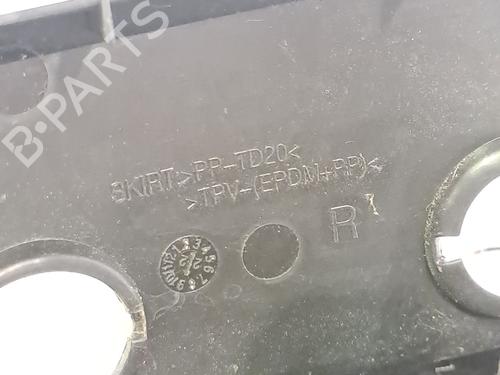 B-PARTS
SKIRT>PP-TD20<
>TPV-(EPDM+PP)<
R